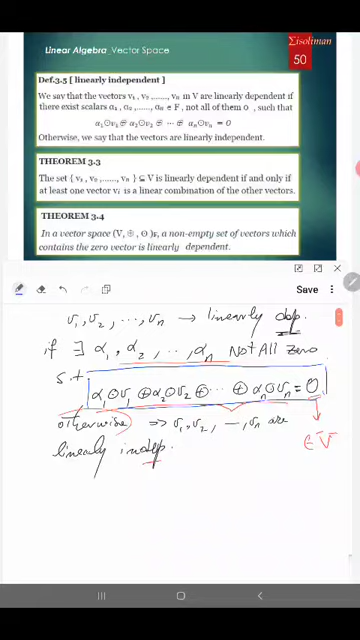 Linear Algebra_Vector Space
Σisoliman
50
Def.3.5 [ linearly independent ]
We say that the vectors v₁ , v₂ ,......, vₙ in V are linearly dependent if
there exist scalars α₁ , α₂ ,......, αₙ ∈ F, not all of them 0 , such that
α₁⊙v₁ ⊕ α₂⊙v₂ ⊕ ··· ⊕ αₙ⊙vₙ = 0
Otherwise, we say that the vectors are linearly independent.
THEOREM 3.3
The set { v₁ , v₂ ,......, vₙ } ⊆ V is linearly dependent if and only if
at least one vector vᵢ is a linear combination of the other vectors.
THEOREM 3.4
In a vector space (V, ⊕, ⊙)F, a non-empty set of vectors which
contains the zero vector is linearly dependent.
Save
v₁, v₂, ..., vₙ → linearly dep.
if ∃ α₁, α₂, ..., αₙ Not All zero
s.t
α₁⊙v₁ ⊕ α₂⊙v₂ ⊕ ··· ⊕ αₙ⊙vₙ = 0
otherwise ⇒ v₁, v₂, ..., vₙ are
∈ V
linearly indep.